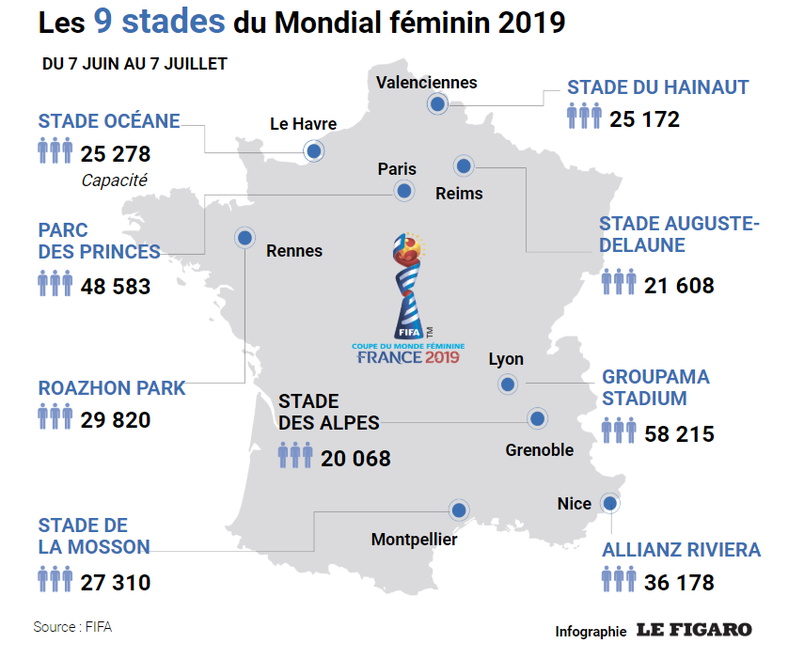 Les 9 stades du Mondial féminin 2019
DU 7 JUIN AU 7 JUILLET
Valenciennes
STADE DU HAINAUT
25 172
STADE OCÉANE
25 278
Capacité
Le Havre
Paris
Reims
PARC
DES PRINCES
48 583
Rennes
STADE AUGUSTE-
DELAUNE
21 608
FIFA
TM
COUPE DU MONDE FÉMININE
FRANCE 2019
ROAZHON PARK
29 820
STADE
DES ALPES
20 068
Lyon
GROUPAMA
STADIUM
58 215
Grenoble
Nice
STADE DE
LA MOSSON
27 310
Montpellier
ALLIANZ RIVIERA
36 178
Source : FIFA
Infographie LE FIGARO